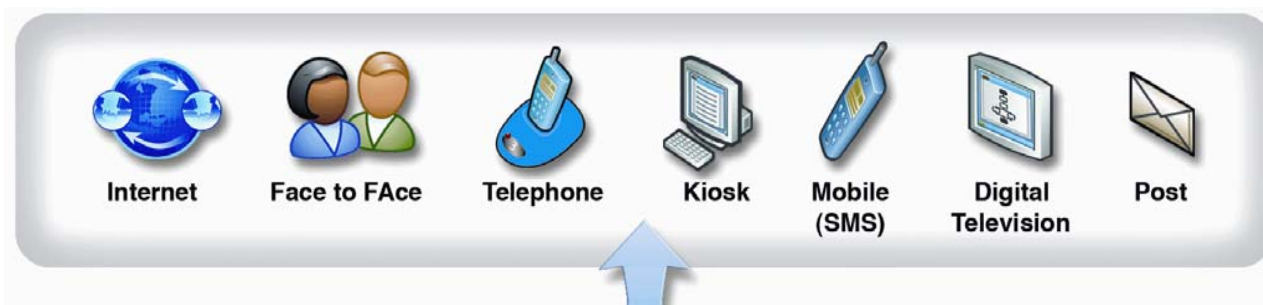 Internet
Face to FAce
Telephone
Kiosk
Mobile
(SMS)
Digital
Television
Post